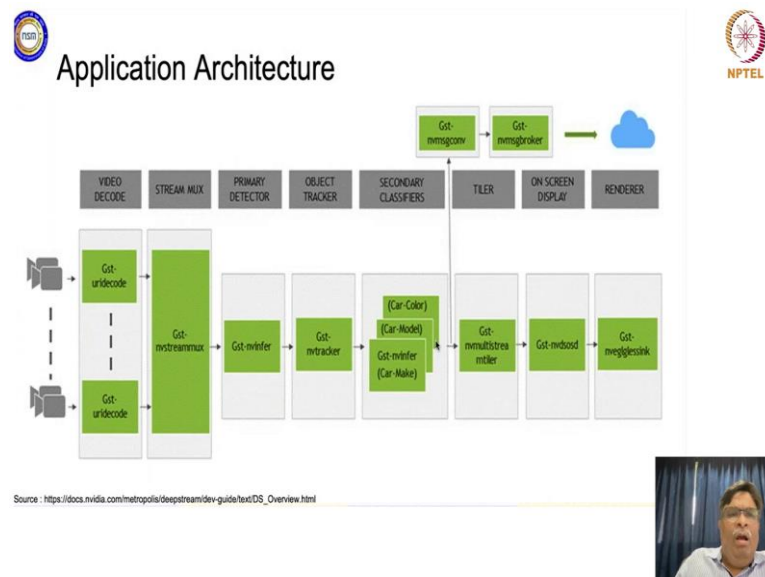 nsm
NPTEL
Application Architecture
Gst-
nvmsgconv
Gst-
nvmsgbroker
VIDEO
DECODE
STREAM MUX
PRIMARY
DETECTOR
OBJECT
TRACKER
SECONDARY
CLASSIFIERS
TILER
ON SCREEN
DISPLAY
RENDERER
Gst-
uridecode
Gst-
uridecode
Gst-
nvstreammux
Gst-nvinfer
Gst-
nvtracker
(Car-Color)
(Car-Model)
Gst-nvinfer
(Car-Make)
Gst-
nvmultistrea
mtiler
Gst-nvdsosd
Gst-
nveglglessink
Source : https://docs.nvidia.com/metropolis/deepstream/dev-guide/text/DS_Overview.html